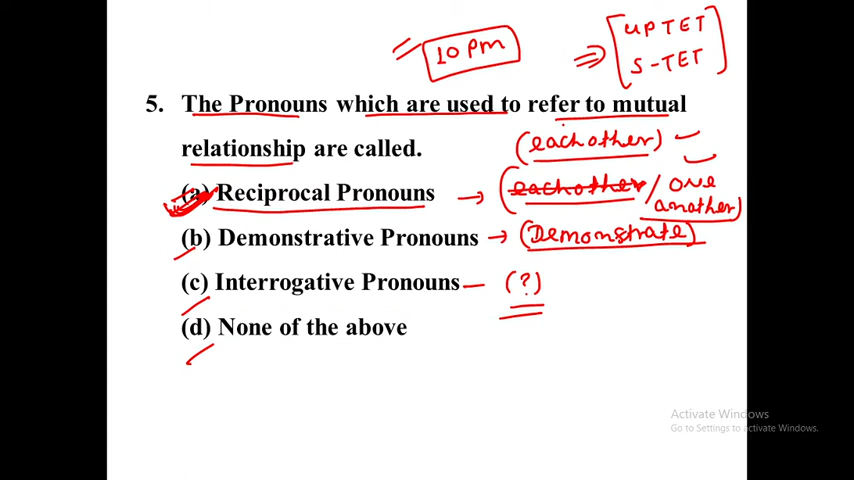 10 pm
UPTET
S-TET
5. The Pronouns which are used to refer to mutual
relationship are called.
(each other)
(a) Reciprocal Pronouns
(each other / one
another)
(b) Demonstrative Pronouns
(Demonstrate)
(c) Interrogative Pronouns
(?)
(d) None of the above
Activate Windows
Go to Settings to activate Windows.